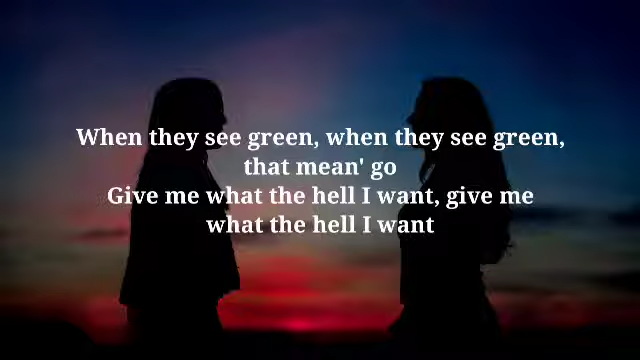 When they see green, when they see green,
that mean' go
Give me what the hell I want, give me
what the hell I want